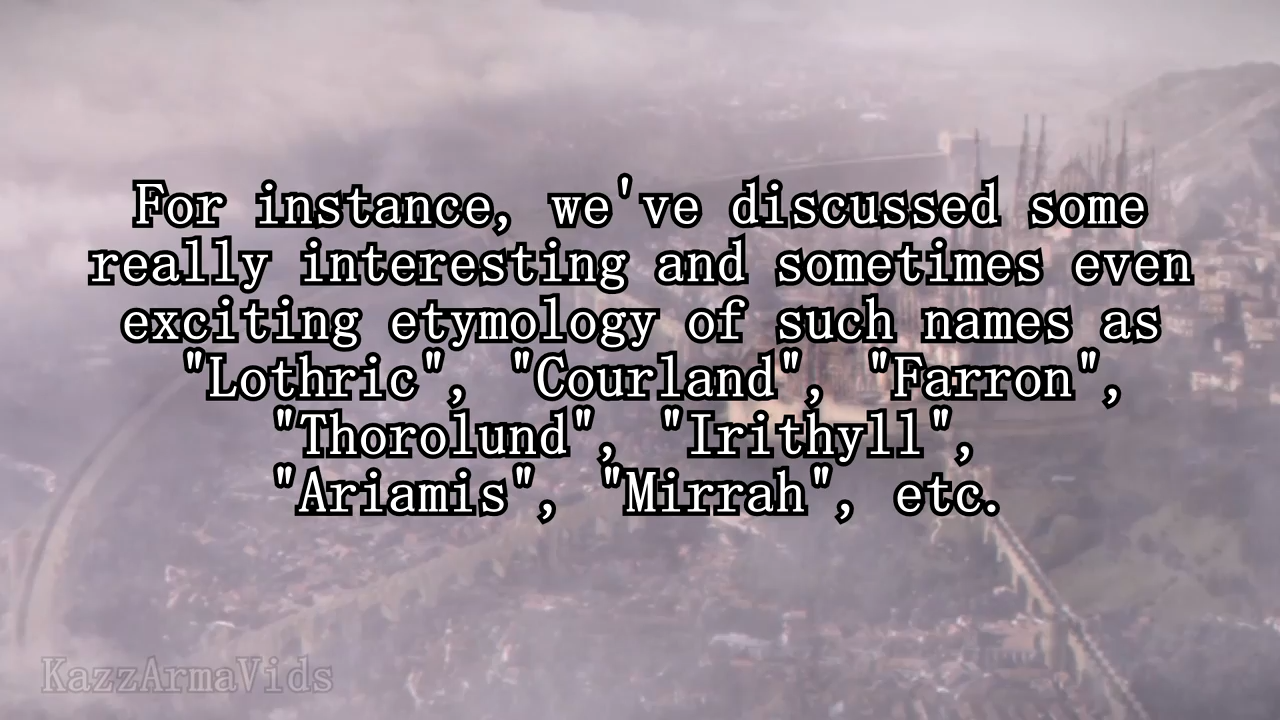 For instance, we've discussed some
really interesting and sometimes even
exciting etymology of such names as
"Lothric", "Courland", "Farron",
"Thorolund", "Irithyll",
"Ariamis", "Mirrah", etc.
KazzArmaVids